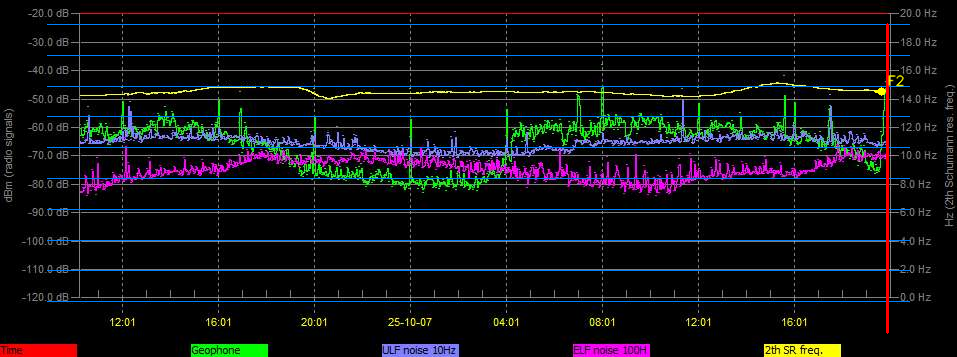 -20.0 dB 20.0 Hz
-30.0 dB 18.0 Hz
-40.0 dB 16.0 Hz
F2
-50.0 dB 14.0 Hz
-60.0 dB 12.0 Hz
-70.0 dB 10.0 Hz
-80.0 dB 8.0 Hz
-90.0 dB 6.0 Hz
-100.0 dB 4.0 Hz
-110.0 dB 2.0 Hz
-120.0 dB 0.0 Hz
dBm (radio signals)
Hz (2th Schumann res. freq.)
12:01 16:01 20:01 25-10-07 04:01 08:01 12:01 16:01
Time Geophone ULF noise 10Hz ELF noise 100H 2th SR freq.